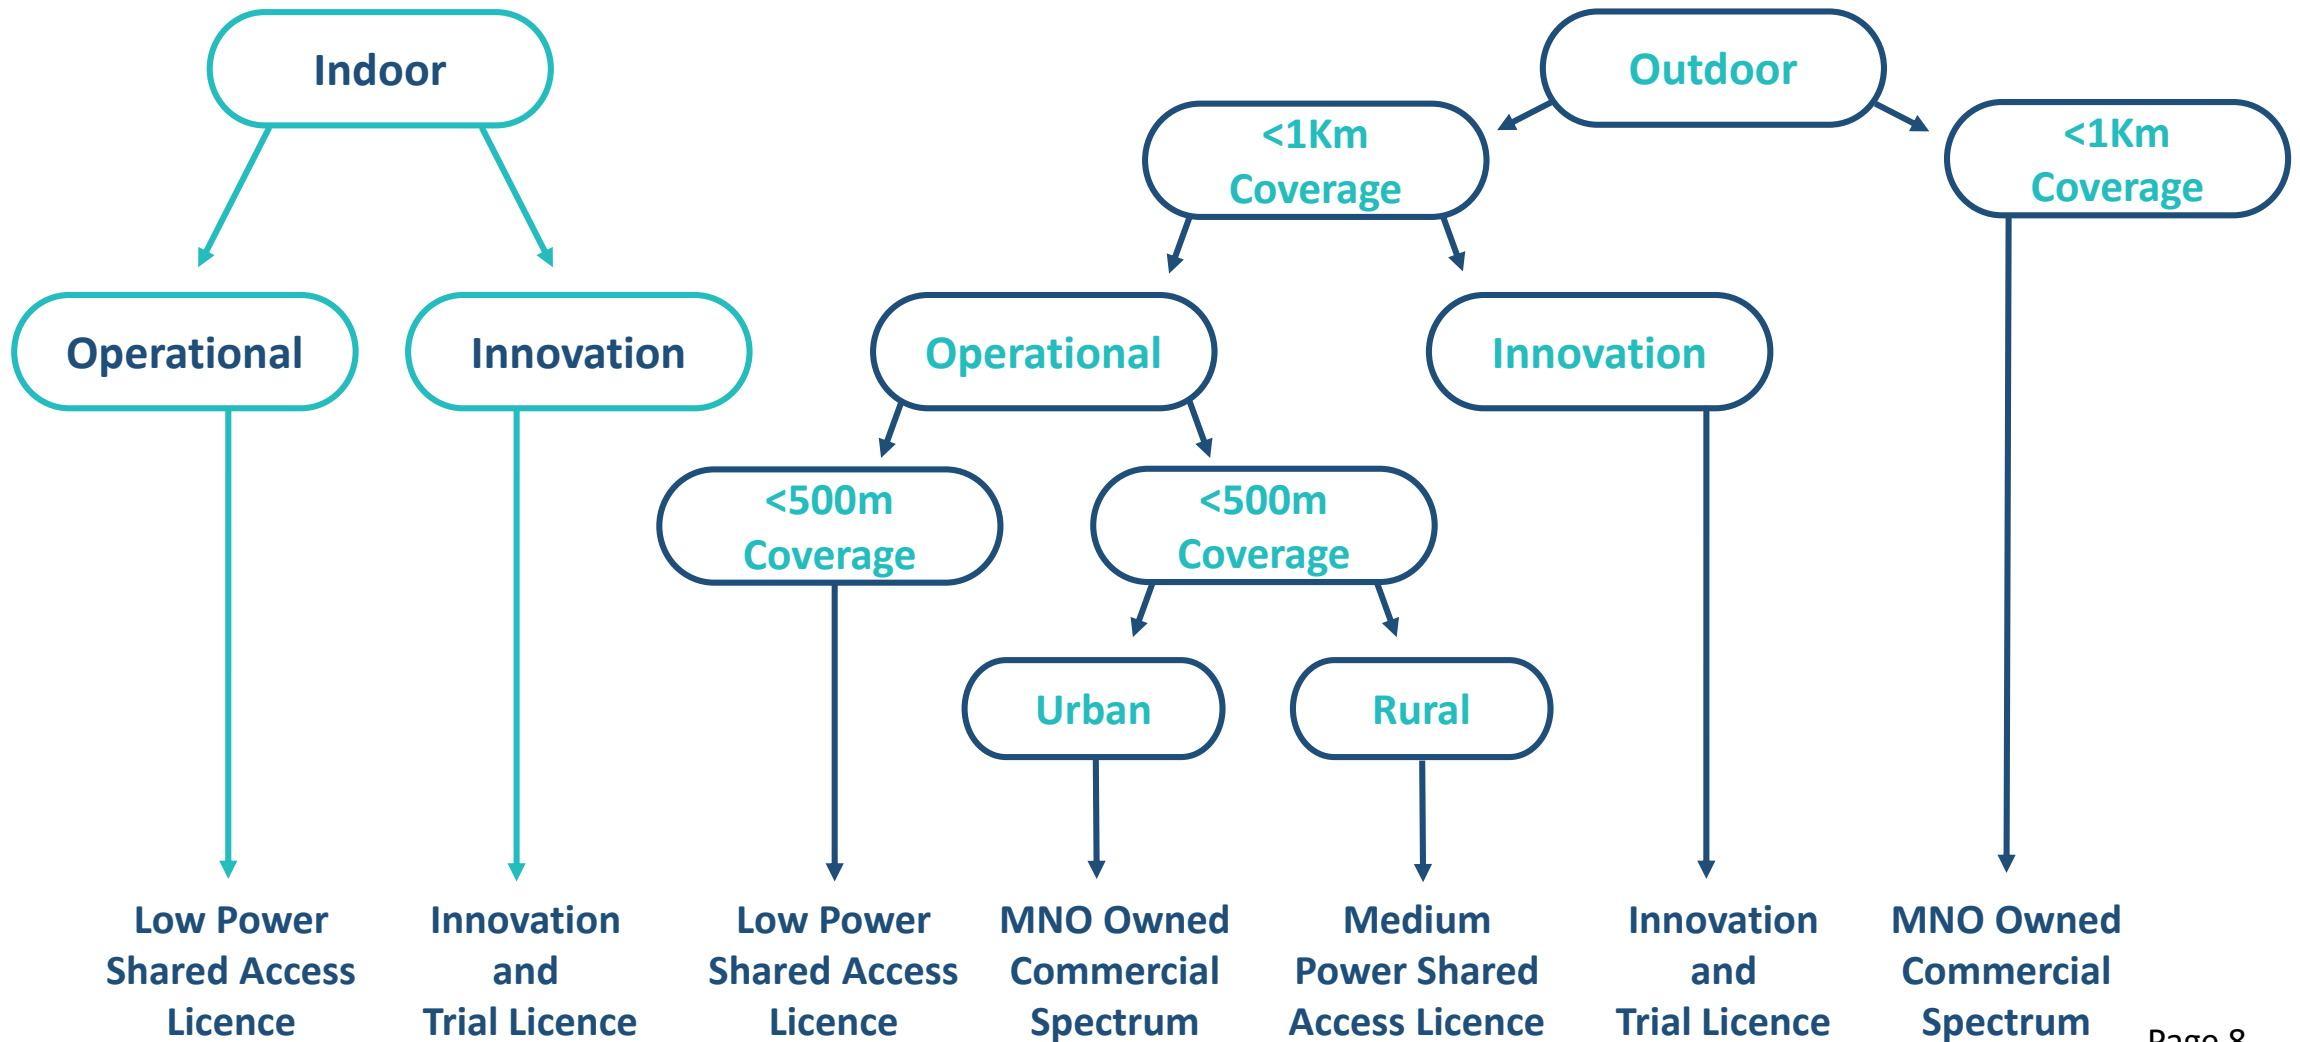 Indoor
Outdoor
<1Km
Coverage
<1Km
Coverage
Operational
Innovation
Operational
Innovation
<500m
Coverage
<500m
Coverage
Urban
Rural
Low Power
Shared Access
Licence
Innovation
and
Trial Licence
Low Power
Shared Access
Licence
MNO Owned
Commercial
Spectrum
Medium
Power Shared
Access Licence
Innovation
and
Trial Licence
MNO Owned
Commercial
Spectrum
Page 8